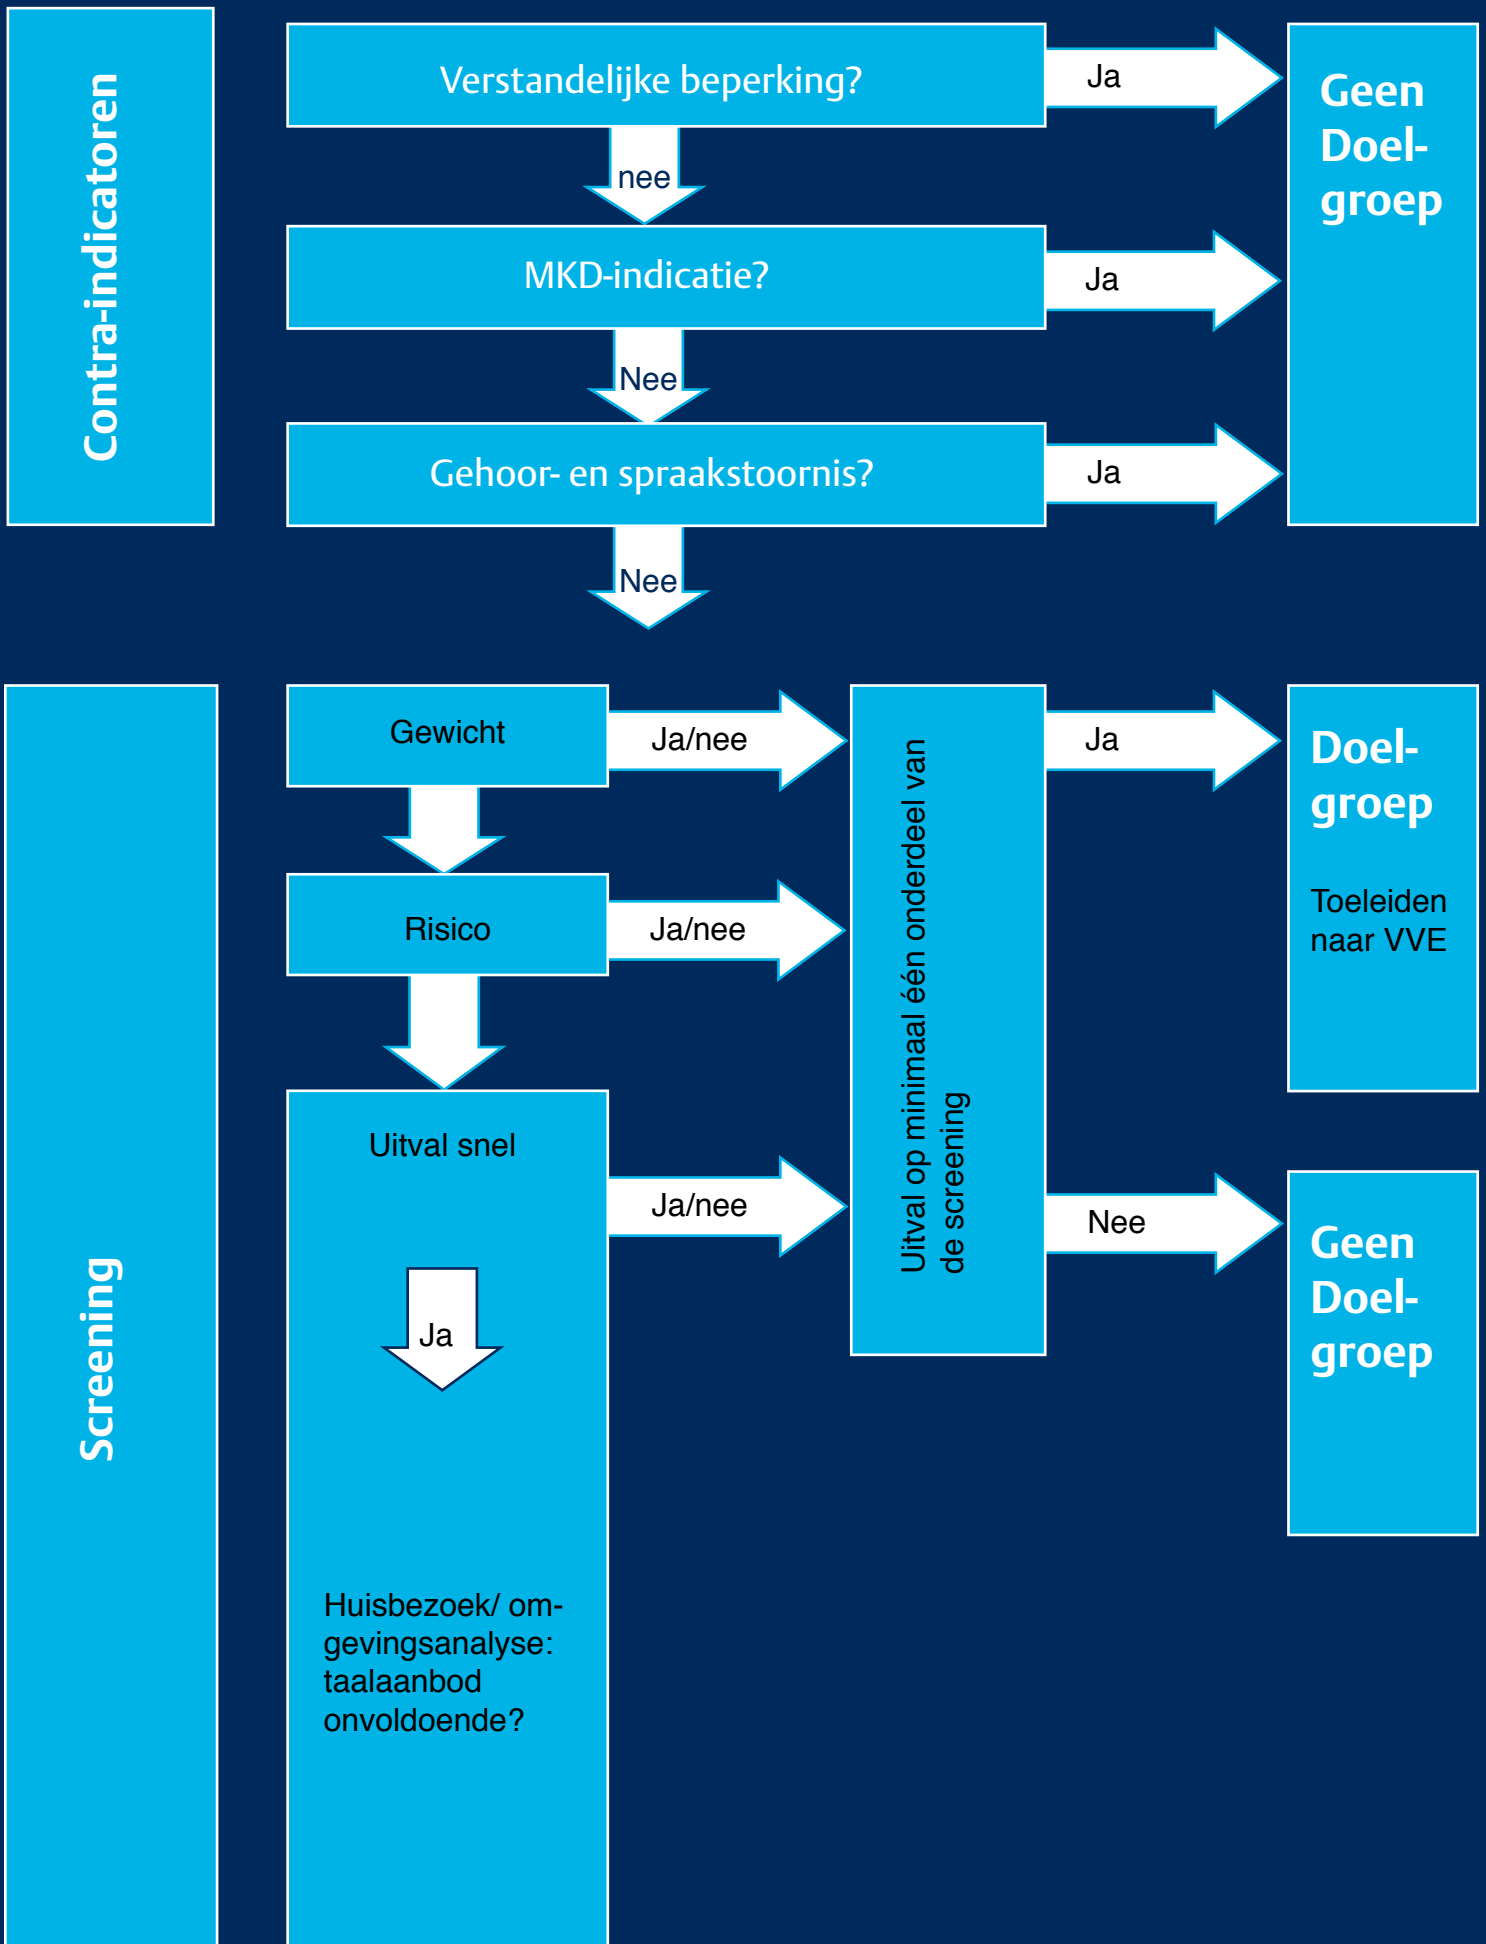 Contra-indicatoren
Verstandelijke beperking?
Ja
Geen
Doel-
groep
nee
MKD-indicatie?
Ja
Nee
Gehoor- en spraakstoornis?
Ja
Nee
Screening
Gewicht
Ja/nee
Uitval op minimaal één onderdeel van
de screening
Ja
Doel-
groep
Toeleiden
naar VVE
Risico
Ja/nee
Uitval snel
Ja/nee
Nee
Geen
Doel-
groep
Ja
Huisbezoek/ om-
gevingsanalyse:
taalaanbod
onvoldoende?